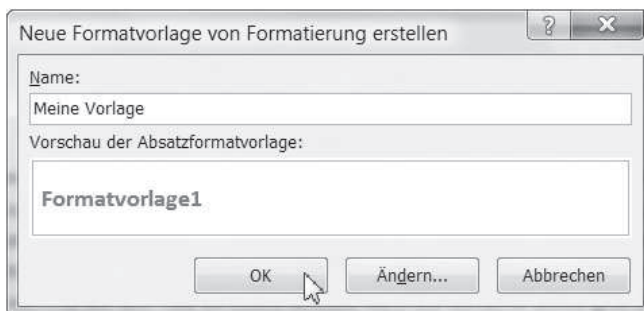 Neue Formatvorlage von Formatierung erstellen
Name:
Meine Vorlage
Vorschau der Absatzformatvorlage:
Formatvorlage1
OK
Ändern...
Abbrechen